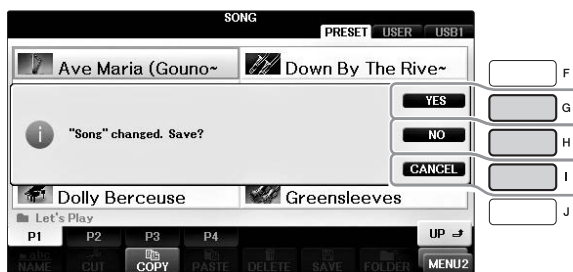 SONG
PRESET USER USB1
Ave Maria (Gouno~ Down By The Rive~
F
YES
G
i "Song" changed. Save?
NO
H
CANCEL
I
Dolly Berceuse Greensleeves
J
Let's Play
P1 P2 P3 P4 UP
NAME CUT COPY PASTE DELETE SAVE FOLDER MENU2